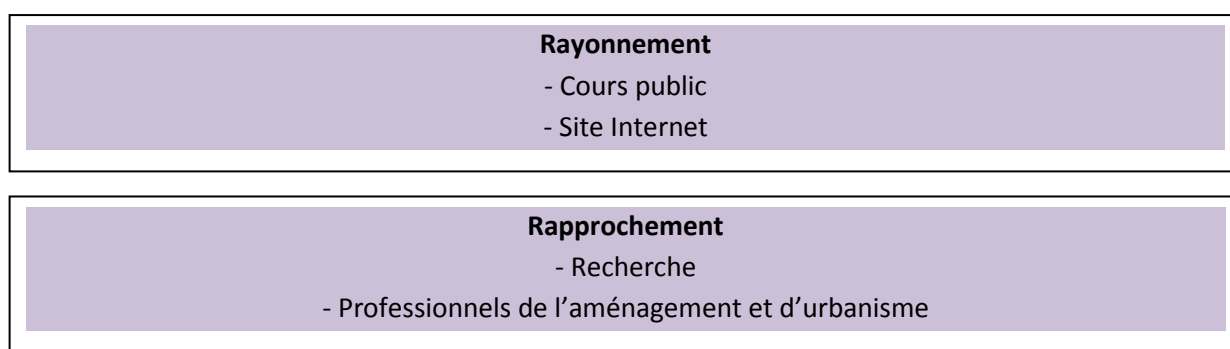 Rayonnement
- Cours public
- Site Internet
Rapprochement
- Recherche
- Professionnels de l’aménagement et d’urbanisme